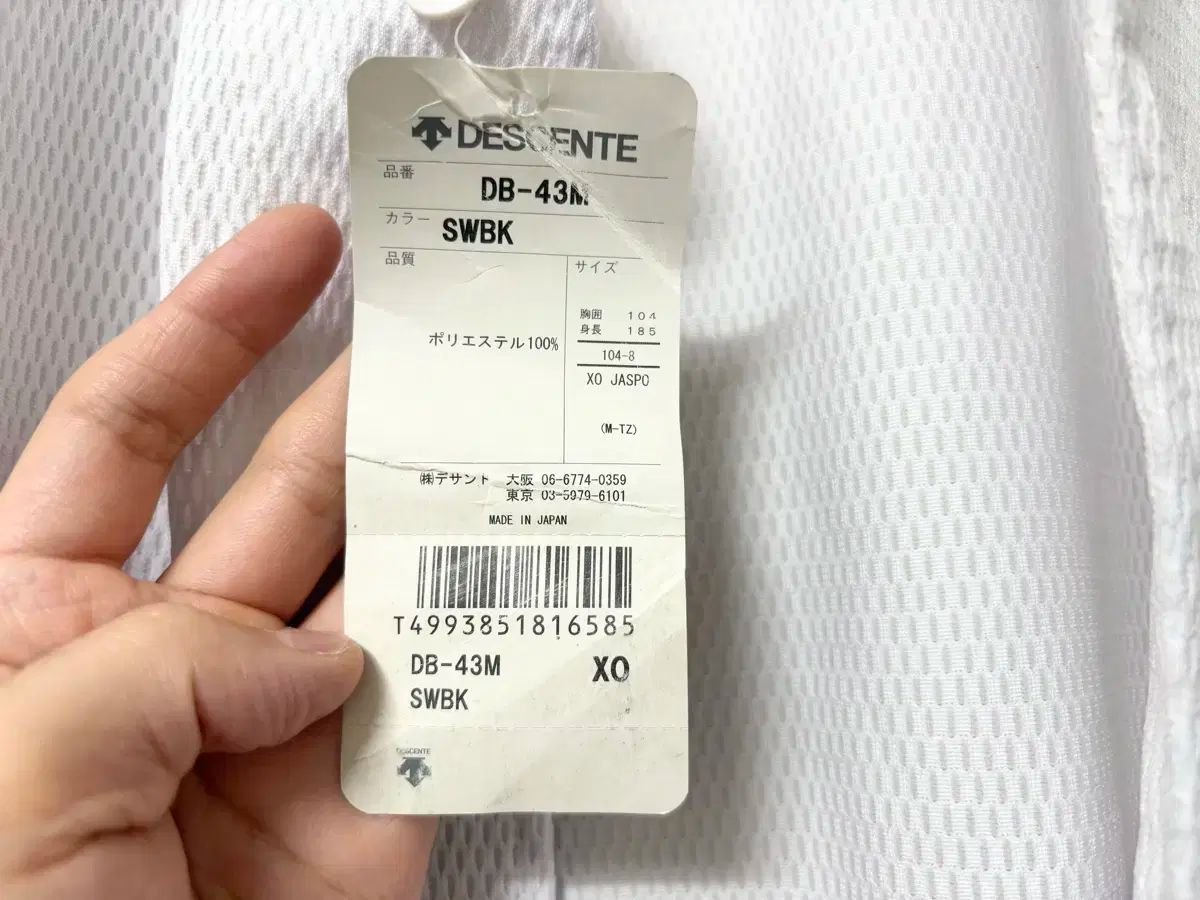 DESCENTE
品番 DB-43M
カラー SWBK
品質
サイズ
胸囲 104
身長 185
ポリエステル100%
104-8
XO JASPO
(M-TZ)
㈱デサント 大阪 06-6774-0359
東京 03-5979-6101
MADE IN JAPAN
T4993851816585
DB-43M XO
SWBK
DESCENTE